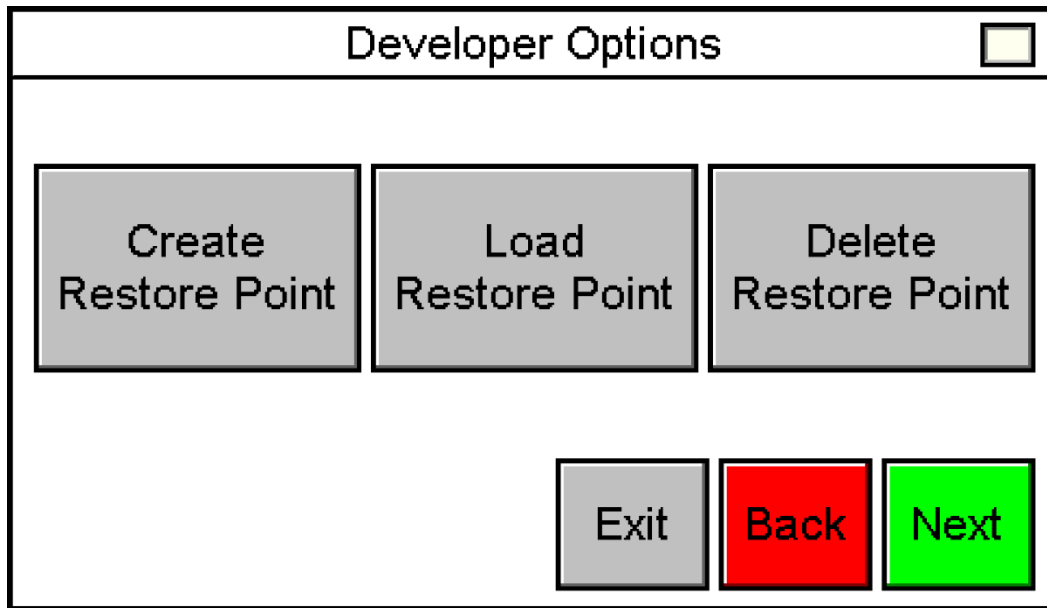 Developer Options
Create
Restore Point
Load
Restore Point
Delete
Restore Point
Exit
Back
Next